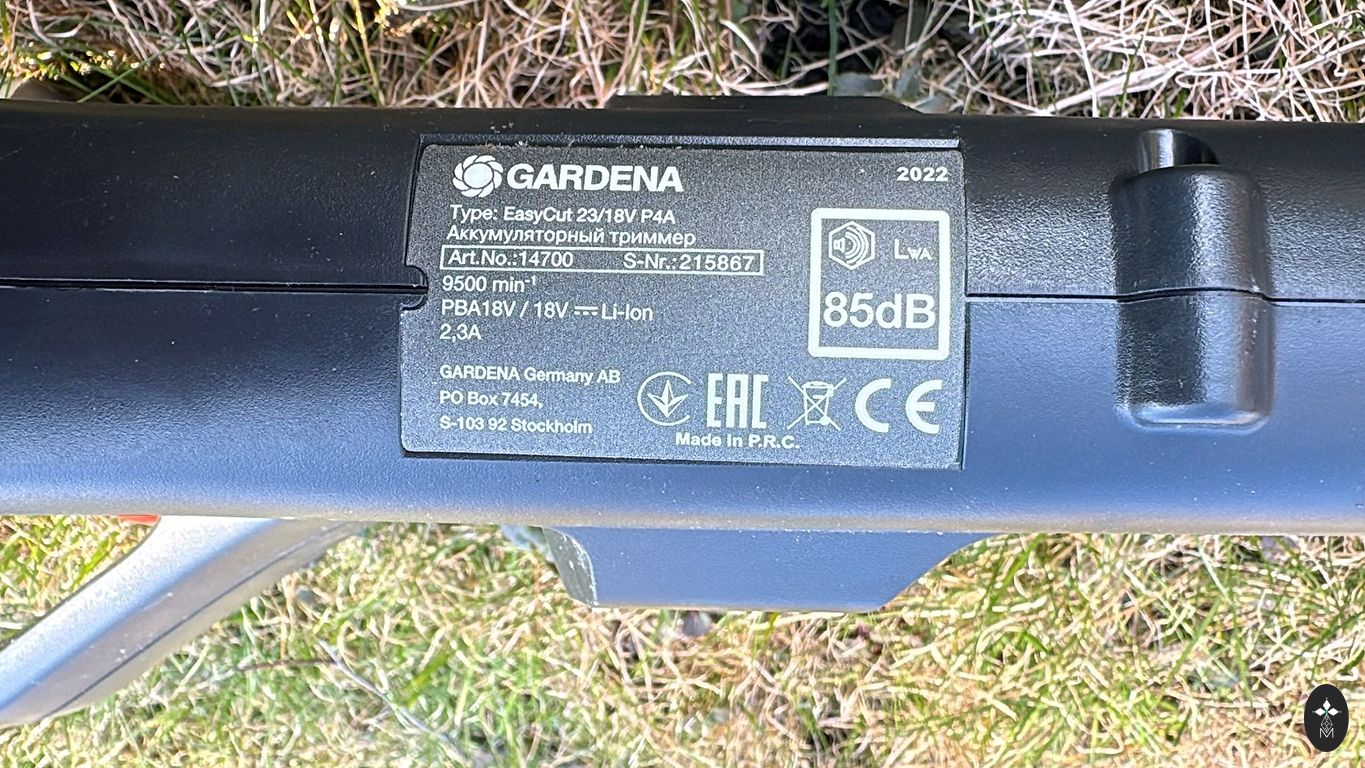 GARDENA
2022
Type: EasyCut 23/18V P4A
Аккумуляторный триммер
Art.No.:14700 S-Nr.:215867
9500 min⁻¹
PBA18V / 18V ⎓ Li-Ion
2,3A
LWA
85dB
GARDENA Germany AB
PO Box 7454,
S-103 92 Stockholm
EAC
CE
Made in P.R.C.
M